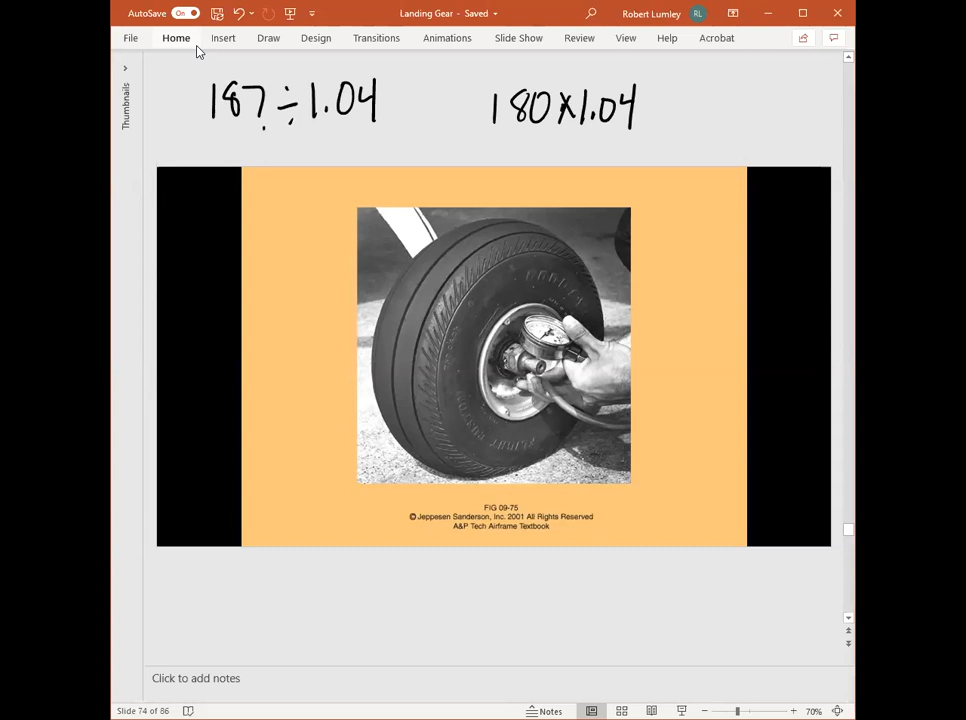 AutoSave On Landing Gear - Saved Robert Lumley RL
File Home Insert Draw Design Transitions Animations Slide Show Review View Help Acrobat
Thumbnails
187 ÷ 1.04 180 x 1.04
FIG 09-75
© Jeppesen Sanderson, Inc. 2001 All Rights Reserved
A&P Tech Airframe Textbook
Click to add notes
Slide 74 of 86 Notes 70%